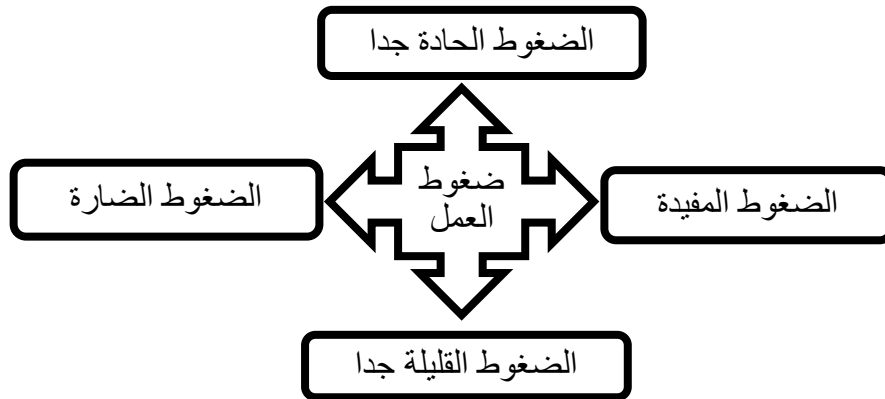 الضغوط الحادة جدا
الضغوط المفيدة
ضغوط
العمل
الضغوط الضارة
الضغوط القليلة جدا